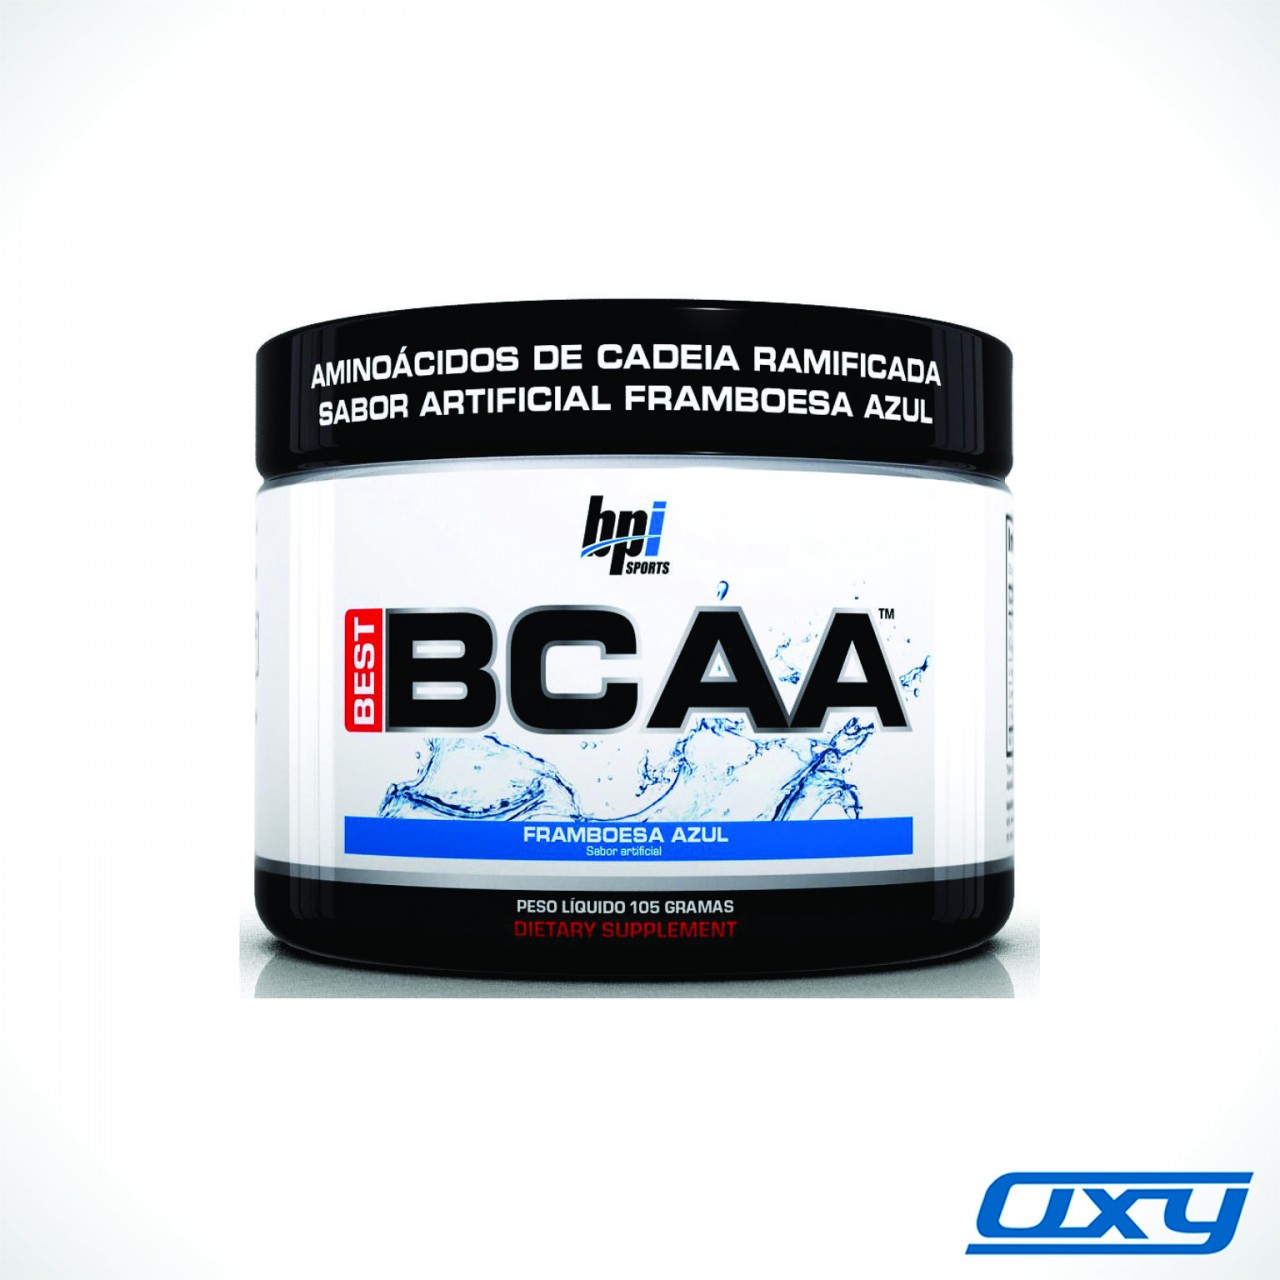 AMINOÁCIDOS DE CADEIA RAMIFICADA
SABOR ARTIFICIAL FRAMBOESA AZUL
bpi
SPORTS
BEST BCAA™
FRAMBOESA AZUL
Sabor artificial
PESO LÍQUIDO 105 GRAMAS
DIETARY SUPPLEMENT
oxy